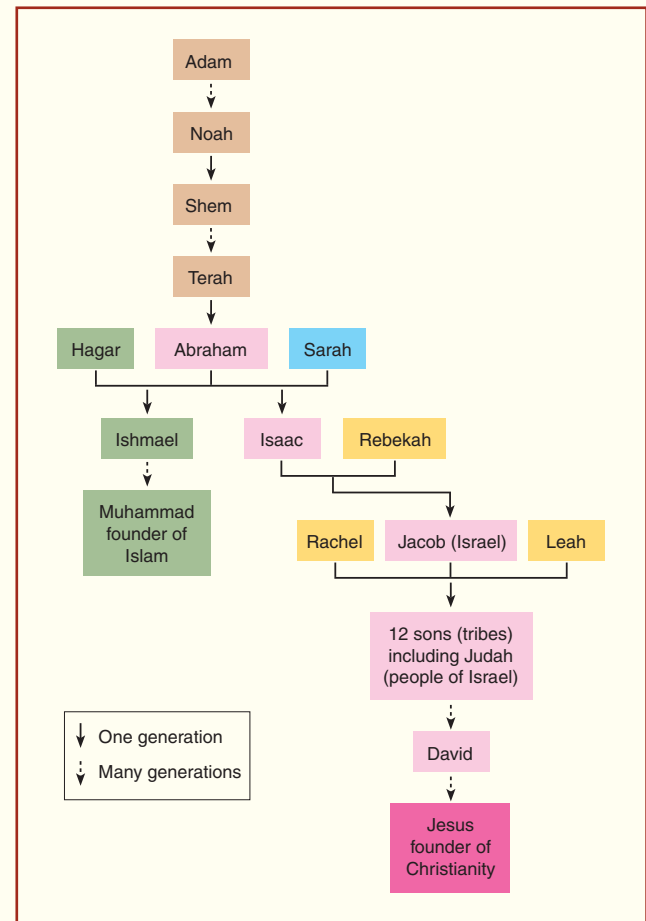 Adam
Noah
Shem
Terah
Hagar
Abraham
Sarah
Ishmael
Isaac
Rebekah
Muhammad
founder of
Islam
Rachel
Jacob (Israel)
Leah
12 sons (tribes)
including Judah
(people of Israel)
One generation
Many generations
David
Jesus
founder of
Christianity